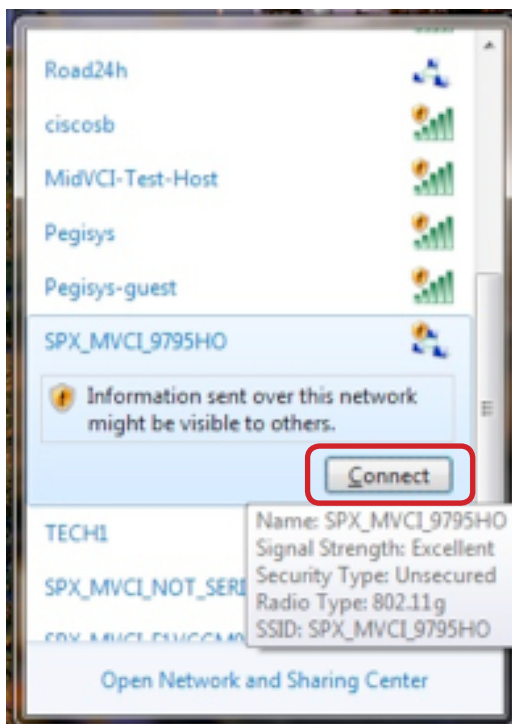 Road24h
ciscosb
MidVCI-Test-Host
Pegisys
Pegisys-guest
SPX_MVCI_9795HO
Information sent over this network
might be visible to others.
Connect
Name: SPX_MVCI_9795HO
TECH1
Signal Strength: Excellent
Security Type: Unsecured
SPX_MVCI_NOT_SERI
Radio Type: 802.11g
SSID: SPX_MVCI_9795HO
Open Network and Sharing Center